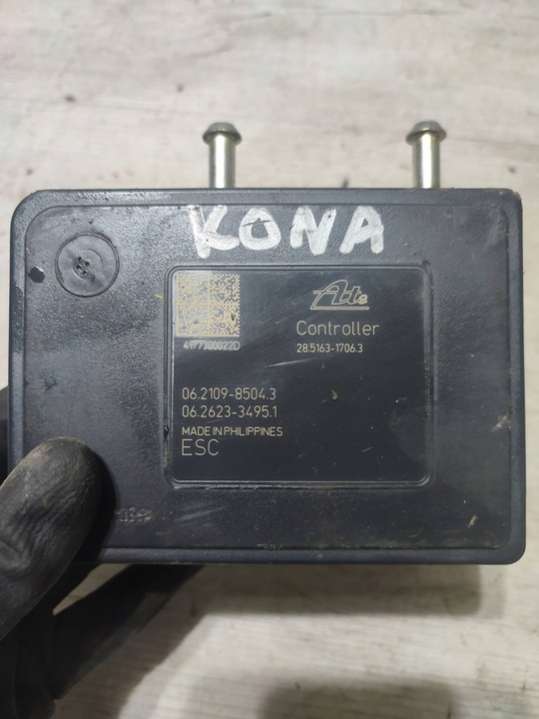 KONA
Ate
Controller
28.5163-1706.3
06.2109-8504.3
06.2623-3495.1
MADE IN PHILIPPINES
ESC